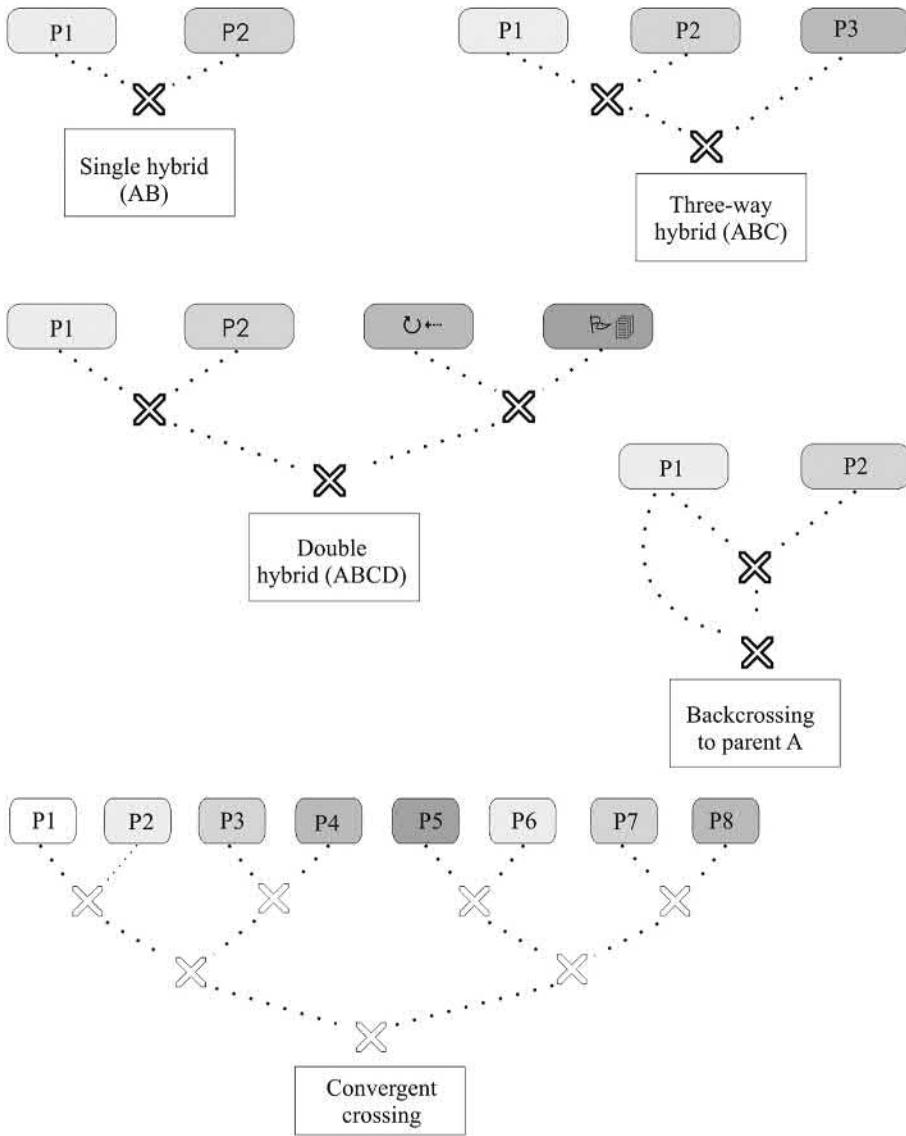 P1
P2
P1
P2
P3
Single hybrid
(AB)
Three-way
hybrid (ABC)
P1
P2
P1
P2
Double
hybrid (ABCD)
Backcrossing
to parent A
P1
P2
P3
P4
P5
P6
P7
P8
Convergent
crossing